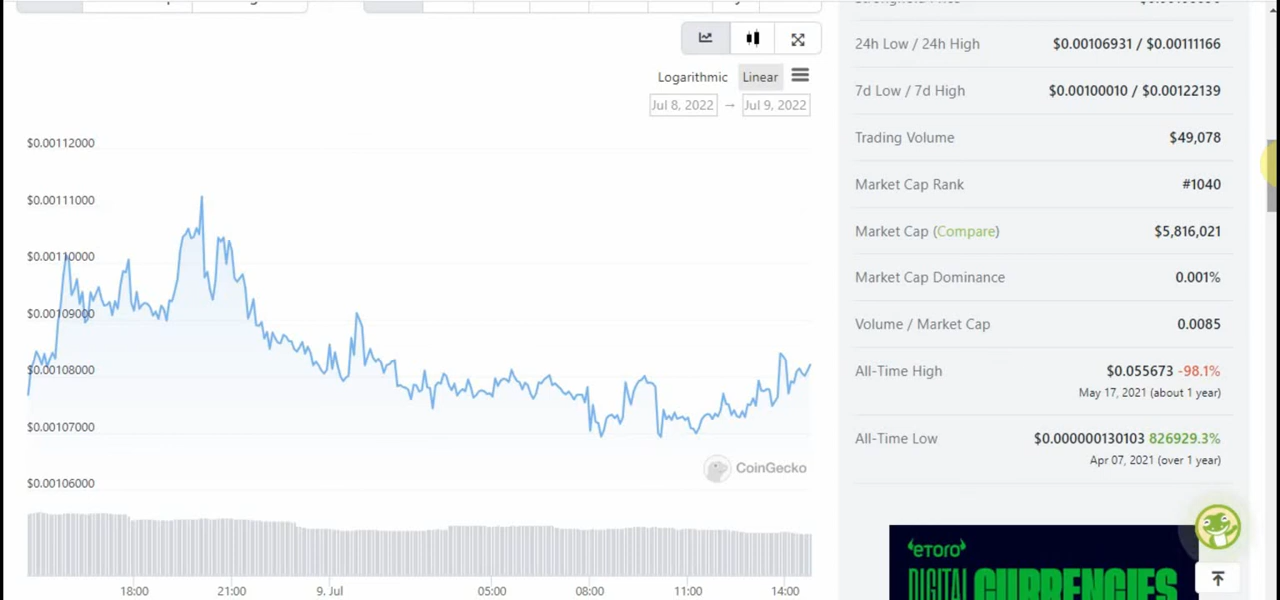 Logarithmic Linear
Jul 8, 2022 → Jul 9, 2022
$0.00112000
$0.00111000
$0.00110000
$0.00109000
$0.00108000
$0.00107000
$0.00106000
CoinGecko
18:00 21:00 9. Jul 05:00 08:00 11:00 14:00
24h Low / 24h High $0.00106931 / $0.00111166
7d Low / 7d High $0.00100010 / $0.00122139
Trading Volume $49,078
Market Cap Rank #1040
Market Cap (Compare) $5,816,021
Market Cap Dominance 0.001%
Volume / Market Cap 0.0085
All-Time High $0.055673 -98.1%
May 17, 2021 (about 1 year)
All-Time Low $0.000000130103 826929.3%
Apr 07, 2021 (over 1 year)
eToro
DIGITAL CURRENCIES